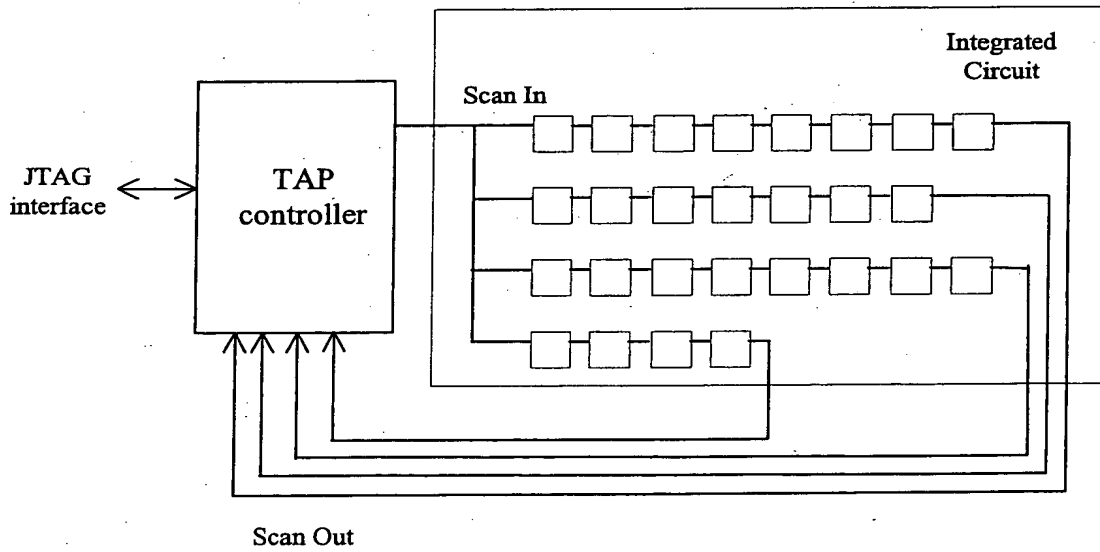 Integrated
Circuit
Scan In
JTAG
interface
TAP
controller
Scan Out